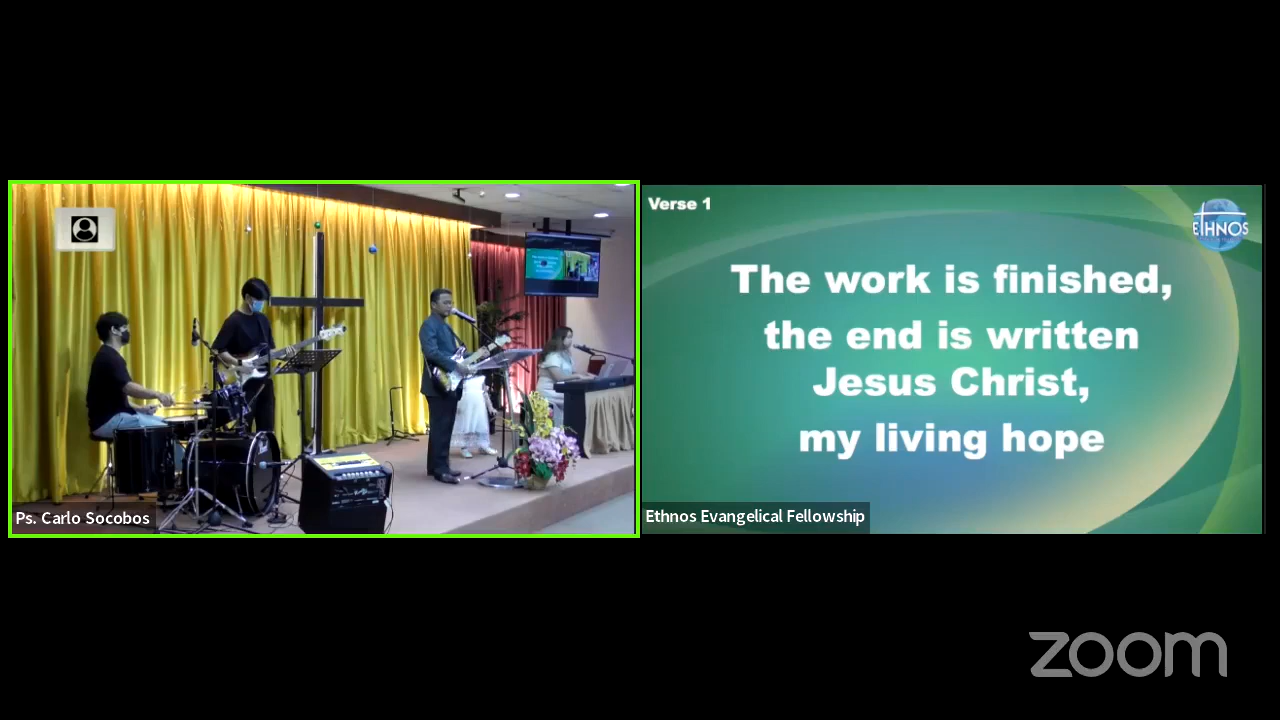 Verse 1
ETHNOS
The work is finished,
the end is written
Jesus Christ,
my living hope
Ps. Carlo Socobos
Ethnos Evangelical Fellowship
zoom